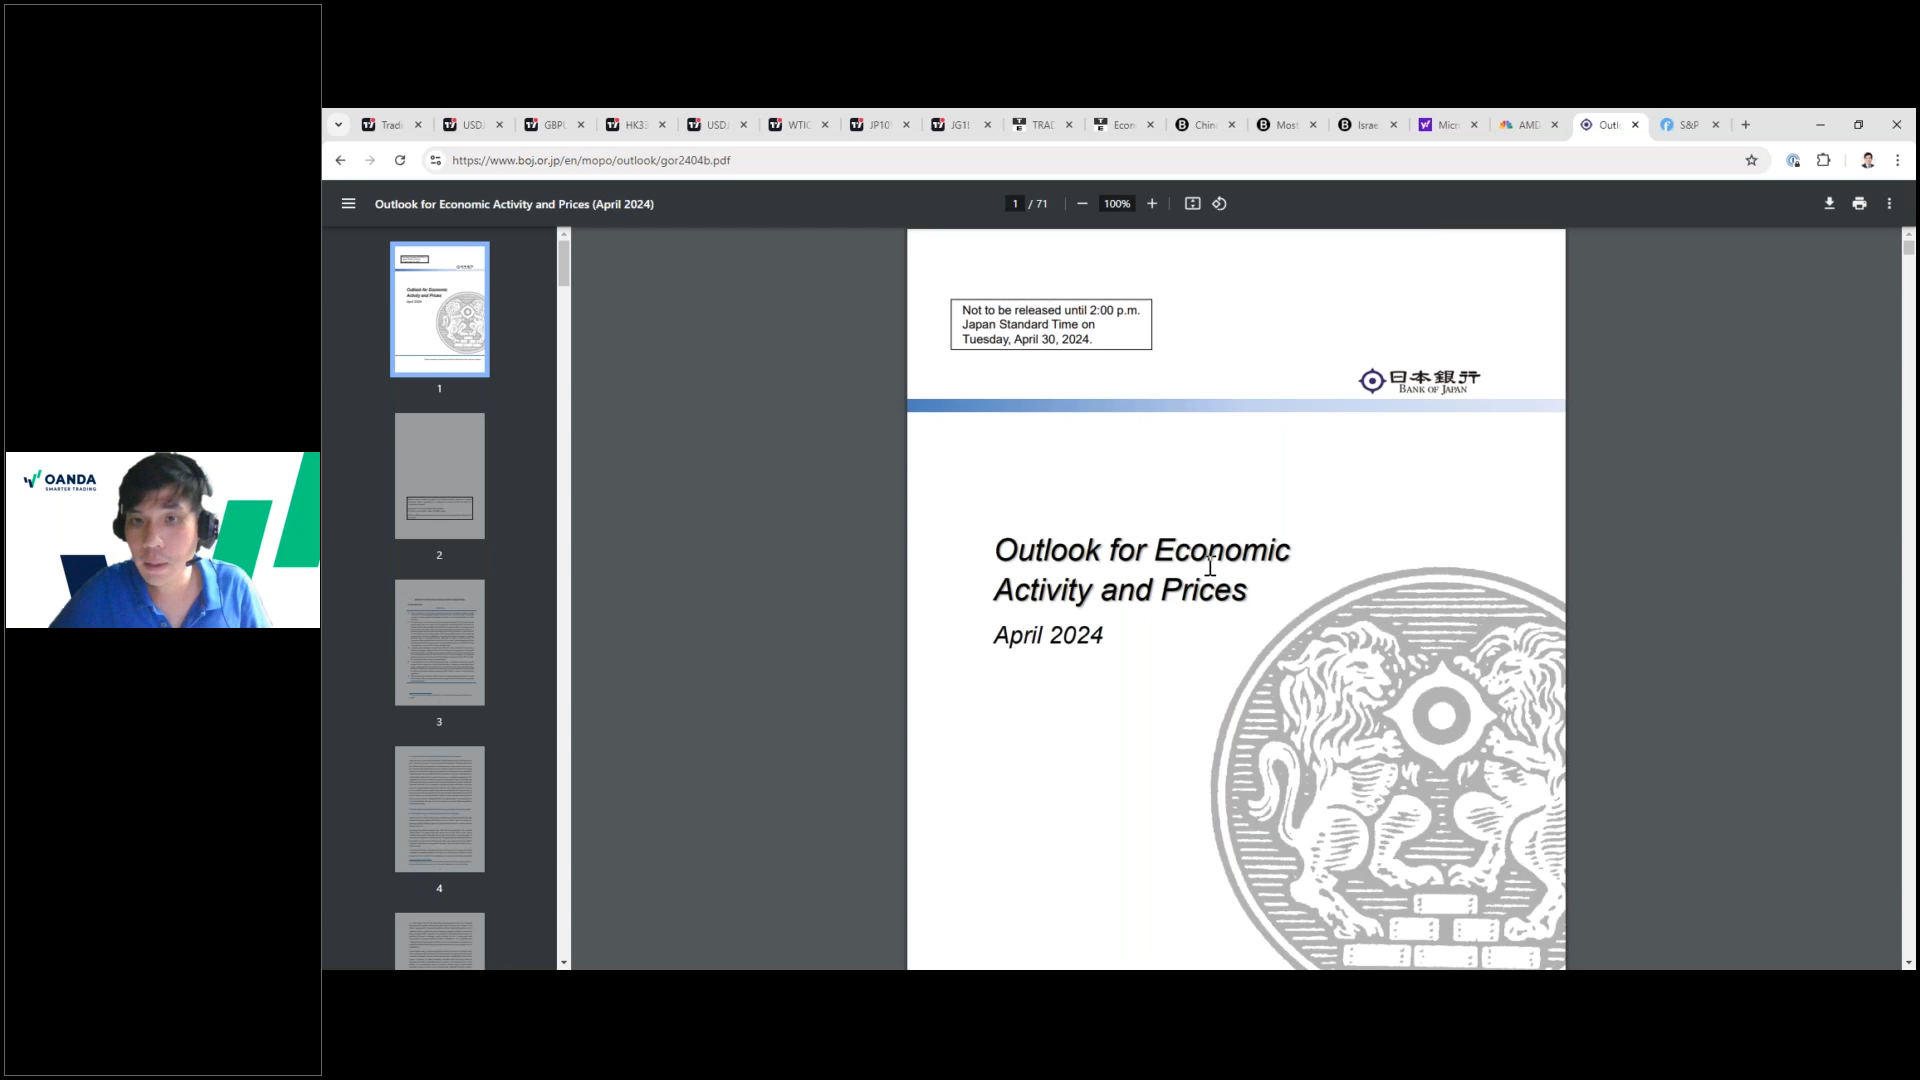 Trad
USD
GBP
HK33
USD
WTIC
JP10
JG1
TRAD
Econ
Chin
Most
Israe
Micr
AMD
Outl
S&P
https://www.boj.or.jp/en/mopo/outlook/gor2404b.pdf
Outlook for Economic Activity and Prices (April 2024)
1 / 71
100%
1
2
3
4
OANDA
SMARTER TRADING
Not to be released until 2:00 p.m.
Japan Standard Time on
Tuesday, April 30, 2024.
日本銀行
BANK OF JAPAN
Outlook for Economic
Activity and Prices
April 2024